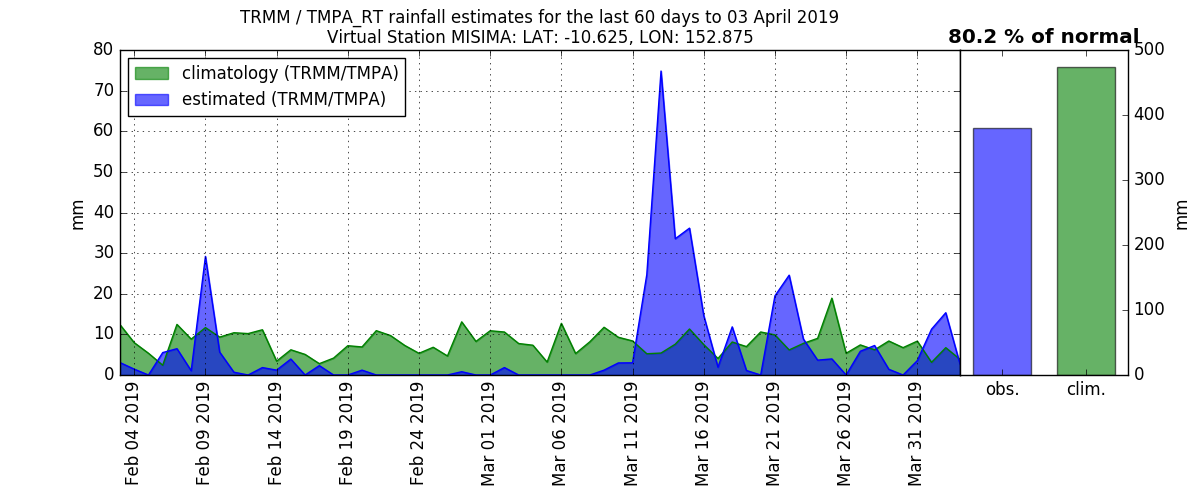 TRMM / TMPA_RT rainfall estimates for the last 60 days to 03 April 2019
Virtual Station MISIMA: LAT: -10.625, LON: 152.875
80.2 % of normal
climatology (TRMM/TMPA)
estimated (TRMM/TMPA)
80
70
60
50
40
30
20
10
0
mm
Feb 04 2019
Feb 09 2019
Feb 14 2019
Feb 19 2019
Feb 24 2019
Mar 01 2019
Mar 06 2019
Mar 11 2019
Mar 16 2019
Mar 21 2019
Mar 26 2019
Mar 31 2019
500
400
300
200
100
0
mm
obs.
clim.